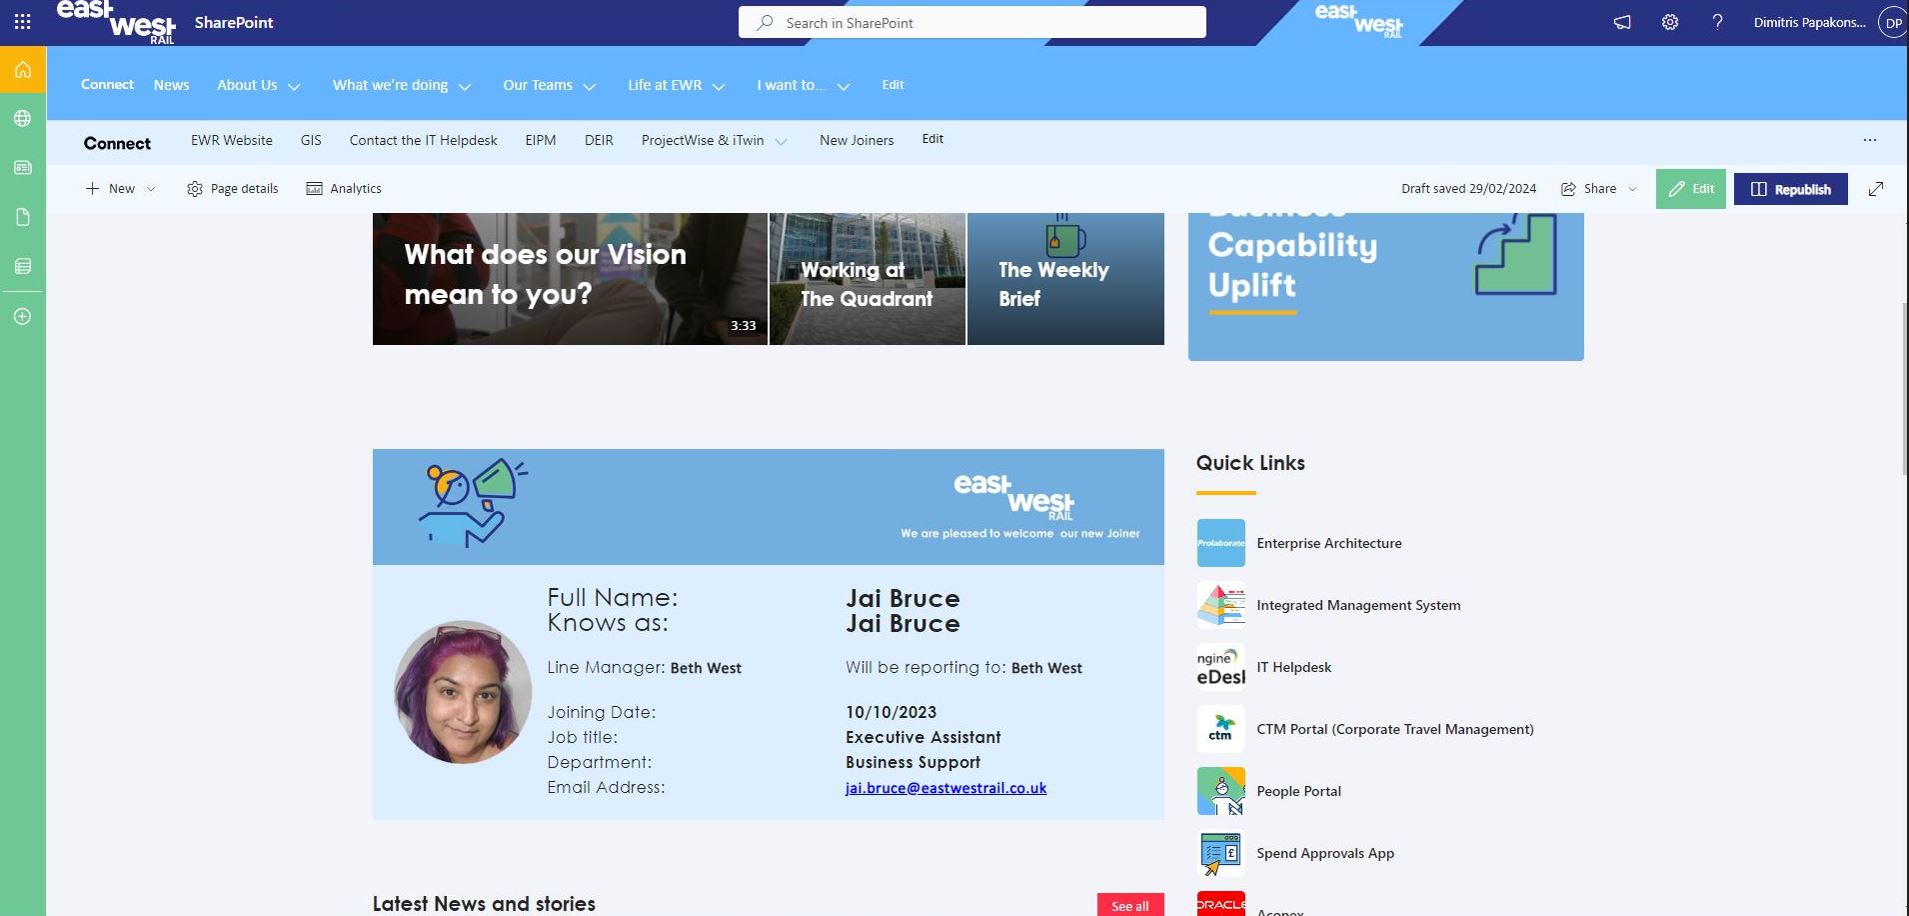 east
west
RAIL
SharePoint
Search in SharePoint
east
west
RAIL
Dimitris Papakons...
DP
Connect News About Us What we're doing Our Teams Life at EWR I want to... Edit
Connect EWR Website GIS Contact the IT Helpdesk EIPM DEIR ProjectWise & iTwin New Joiners Edit
New Page details Analytics Draft saved 29/02/2024 Share Edit Republish
What does our Vision
mean to you?
3:33
Working at
The Quadrant
The Weekly
Brief
Business
Capability
Uplift
east
west
RAIL
We are pleased to welcome our new Joiner
Full Name: Jai Bruce
Knows as: Jai Bruce
Line Manager: Beth West Will be reporting to: Beth West
Joining Date: 10/10/2023
Job title: Executive Assistant
Department: Business Support
Email Address: jai.bruce@eastwestrail.co.uk
Latest News and stories
See all
Quick Links
Prolaborate
Enterprise Architecture
Integrated Management System
ngine
eDesk
IT Helpdesk
ctm
CTM Portal (Corporate Travel Management)
People Portal
Spend Approvals App
ORACLE
Aconex